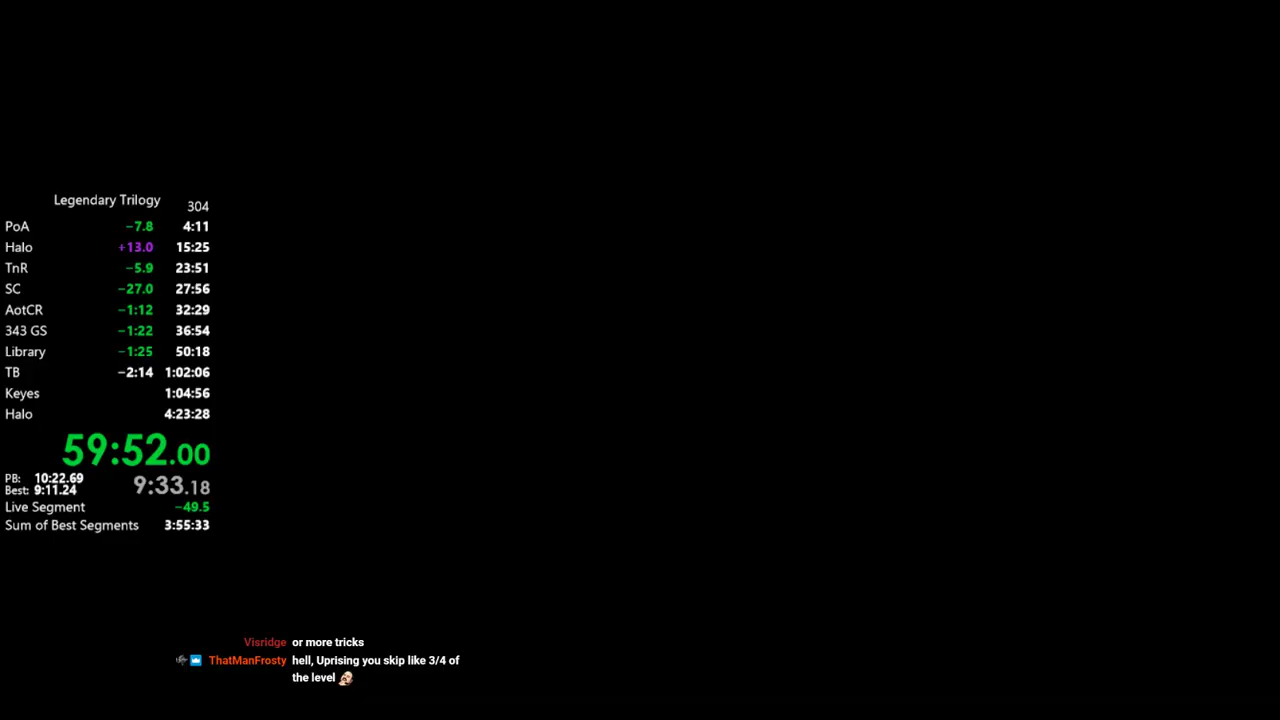 Legendary Trilogy 304
PoA −7.8 4:11
Halo +13.0 15:25
TnR −5.9 23:51
SC −27.0 27:56
AotCR −1:12 32:29
343 GS −1:22 36:54
Library −1:25 50:18
TB −2:14 1:02:06
Keyes 1:04:56
Halo 4:23:28
59:52.00
PB: 10:22.69
Best: 9:11.24 9:33.18
Live Segment −49.5
Sum of Best Segments 3:55:33
Visridge or more tricks
ThatManFrosty hell, Uprising you skip like 3/4 of
the level